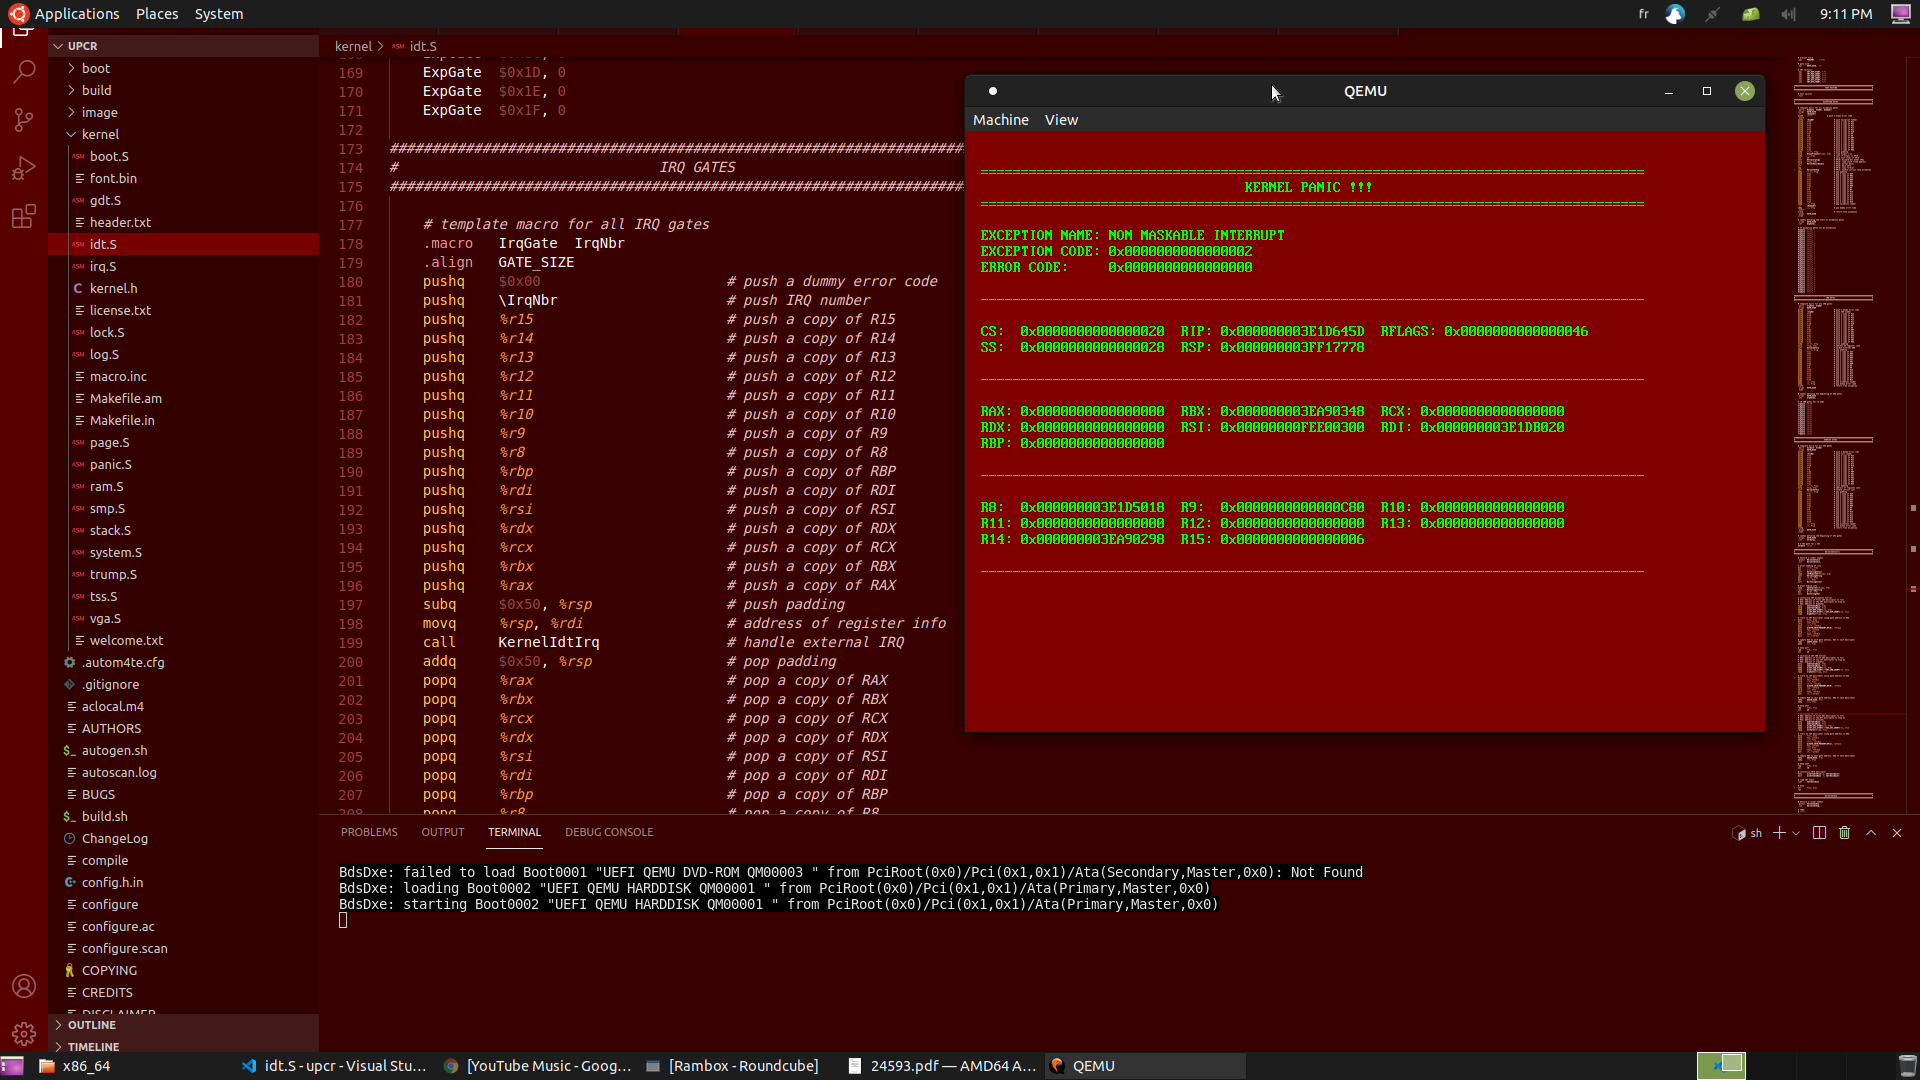 Applications Places System
fr
9:11 PM
UPCR
boot
build
image
kernel
boot.S
font.bin
gdt.S
header.txt
idt.S
irq.S
kernel.h
license.txt
lock.S
log.S
macro.inc
Makefile.am
Makefile.in
page.S
panic.S
ram.S
smp.S
stack.S
system.S
trump.S
tss.S
vga.S
welcome.txt
.autom4te.cfg
.gitignore
aclocal.m4
AUTHORS
autogen.sh
autoscan.log
BUGS
build.sh
ChangeLog
compile
config.h.in
configure
configure.ac
configure.scan
COPYING
CREDITS
DISCLAIMER
OUTLINE
TIMELINE
kernel > idt.S
169 ExpGate $0x1D, 0
170 ExpGate $0x1E, 0
171 ExpGate $0x1F, 0
172
173 ####################################################################
174 # IRQ GATES
175 ####################################################################
176
177 # template macro for all IRQ gates
178 .macro IrqGate IrqNbr
179 .align GATE_SIZE
180 pushq $0x00 # push a dummy error code
181 pushq \IrqNbr # push IRQ number
182 pushq %r15 # push a copy of R15
183 pushq %r14 # push a copy of R14
184 pushq %r13 # push a copy of R13
185 pushq %r12 # push a copy of R12
186 pushq %r11 # push a copy of R11
187 pushq %r10 # push a copy of R10
188 pushq %r9 # push a copy of R9
189 pushq %r8 # push a copy of R8
190 pushq %rbp # push a copy of RBP
191 pushq %rdi # push a copy of RDI
192 pushq %rsi # push a copy of RSI
193 pushq %rdx # push a copy of RDX
194 pushq %rcx # push a copy of RCX
195 pushq %rbx # push a copy of RBX
196 pushq %rax # push a copy of RAX
197 subq $0x50, %rsp # push padding
198 movq %rsp, %rdi # address of register info
199 call KernelIdtIrq # handle external IRQ
200 addq $0x50, %rsp # pop padding
201 popq %rax # pop a copy of RAX
202 popq %rbx # pop a copy of RBX
203 popq %rcx # pop a copy of RCX
204 popq %rdx # pop a copy of RDX
205 popq %rsi # pop a copy of RSI
206 popq %rdi # pop a copy of RDI
207 popq %rbp # pop a copy of RBP
208 popq %r8 # pop a copy of R8
QEMU
Machine View
===================================================================================
KERNEL PANIC !!!
===================================================================================
EXCEPTION NAME: NON MASKABLE INTERRUPT
EXCEPTION CODE: 0x0000000000000002
ERROR CODE: 0x0000000000000000
CS: 0x0000000000000020 RIP: 0x000000003E1D645D RFLAGS: 0x0000000000000046
SS: 0x0000000000000028 RSP: 0x000000003FF17778
RAX: 0x0000000000000000 RBX: 0x000000003EA90348 RCX: 0x0000000000000000
RDX: 0x0000000000000000 RSI: 0x00000000FEE00300 RDI: 0x000000003E1DB020
RBP: 0x0000000000000000
R8: 0x000000003E1D5018 R9: 0x0000000000000C80 R10: 0x0000000000000000
R11: 0x0000000000000000 R12: 0x0000000000000000 R13: 0x0000000000000000
R14: 0x000000003EA90298 R15: 0x0000000000000006
PROBLEMS OUTPUT TERMINAL DEBUG CONSOLE
sh
BdsDxe: failed to load Boot0001 "UEFI QEMU DVD-ROM QM00003 " from PciRoot(0x0)/Pci(0x1,0x1)/Ata(Secondary,Master,0x0): Not Found
BdsDxe: loading Boot0002 "UEFI QEMU HARDDISK QM00001 " from PciRoot(0x0)/Pci(0x1,0x1)/Ata(Primary,Master,0x0)
BdsDxe: starting Boot0002 "UEFI QEMU HARDDISK QM00001 " from PciRoot(0x0)/Pci(0x1,0x1)/Ata(Primary,Master,0x0)
x86_64
idt.S - upcr - Visual Stu...
[YouTube Music - Goog...
[Rambox - Roundcube]
24593.pdf — AMD64 A...
QEMU